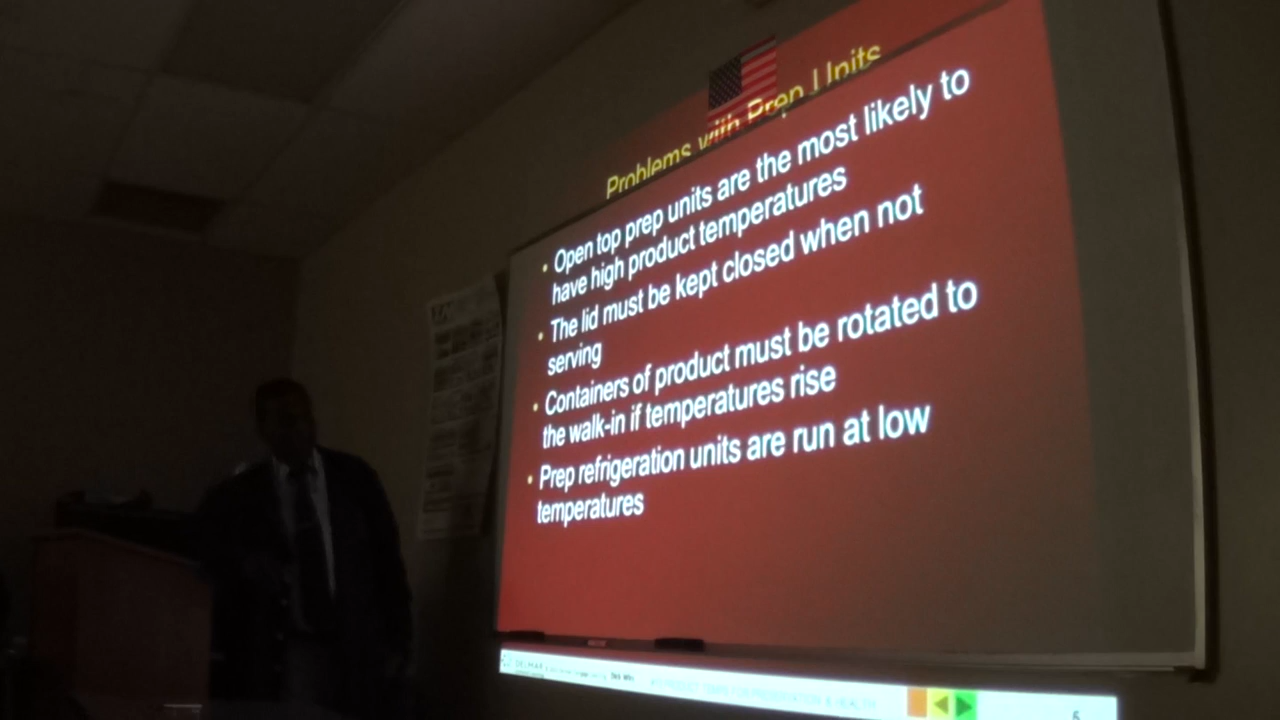 Problems with Prep Units
• Open top prep units are the most likely to
have high product temperatures
• The lid must be kept closed when not
serving
• Containers of product must be rotated to
the walk-in if temperatures rise
• Prep refrigeration units are run at low
temperatures
DELMAR
6